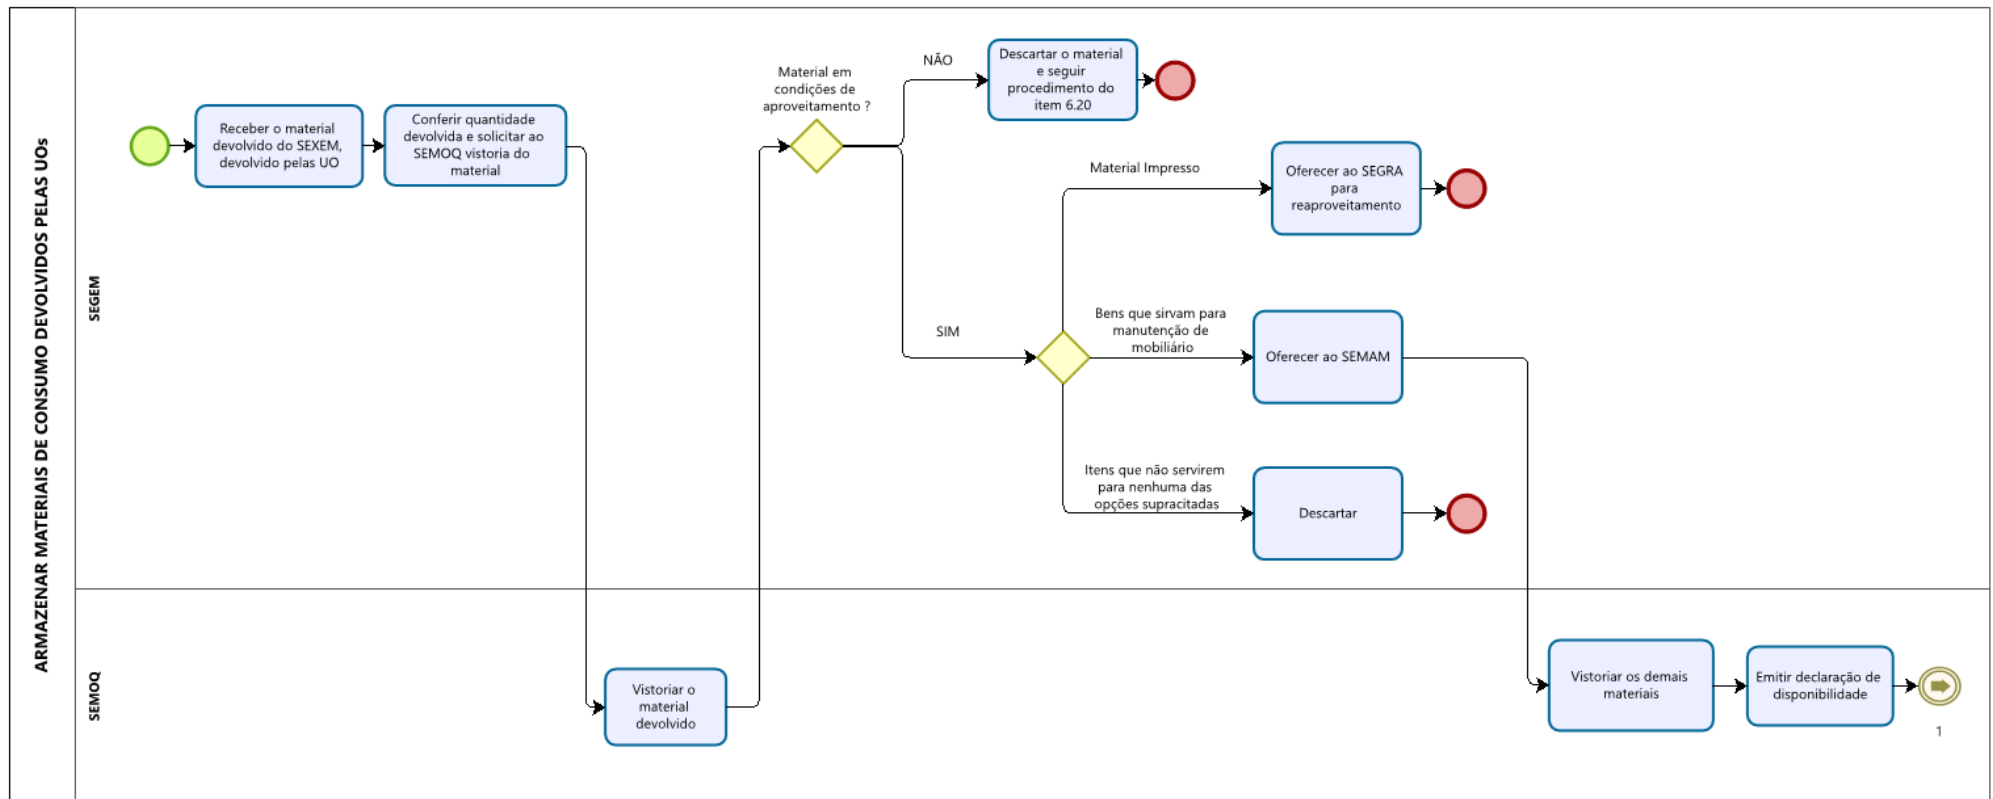 ARMAZENAR MATERIAIS DE CONSUMO DEVOLVIDOS PELAS UOs
SEGEM
Receber o material
devolvido do SEXEM,
devolvido pelas UO
Conferir quantidade
devolvida e solicitar ao
SEMOQ vistoria do
material
Material em
condições de
aproveitamento ?
NÃO
Descartar o material
e seguir
procedimento do
item 6.20
SIM
Material Impresso
Oferecer ao SEGRA
para
reaproveitamento
Bens que sirvam para
manutenção de
mobiliário
Oferecer ao SEMAM
Itens que não servirem
para nenhuma das
opções supracitadas
Descartar
SEMOQ
Vistoriar o
material
devolvido
Vistoriar os demais
materiais
Emitir declaração de
disponibilidade
1